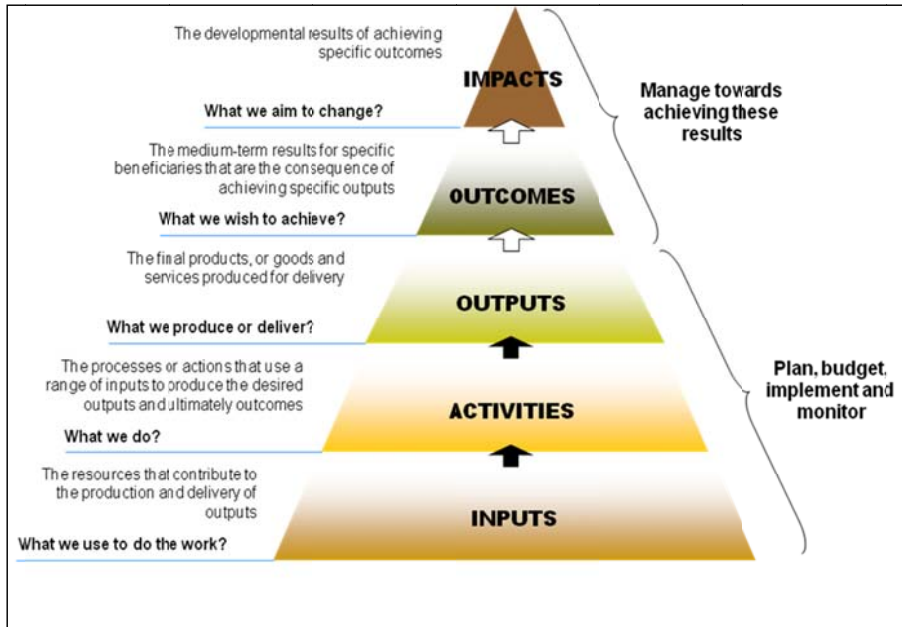 The developmental results of achieving
specific outcomes
IMPACTS
What we aim to change?
Manage towards
achieving these
results
The medium-term results for specific
beneficiaries that are the consequence of
achieving specific outputs
OUTCOMES
What we wish to achieve?
The final products, or goods and
services produced for delivery
OUTPUTS
What we produce or deliver?
The processes or actions that use a
range of inputs to produce the desired
outputs and ultimately outcomes
ACTIVITIES
What we do?
Plan, budget,
implement and
monitor
The resources that contribute to
the production and delivery of
outputs
INPUTS
What we use to do the work?